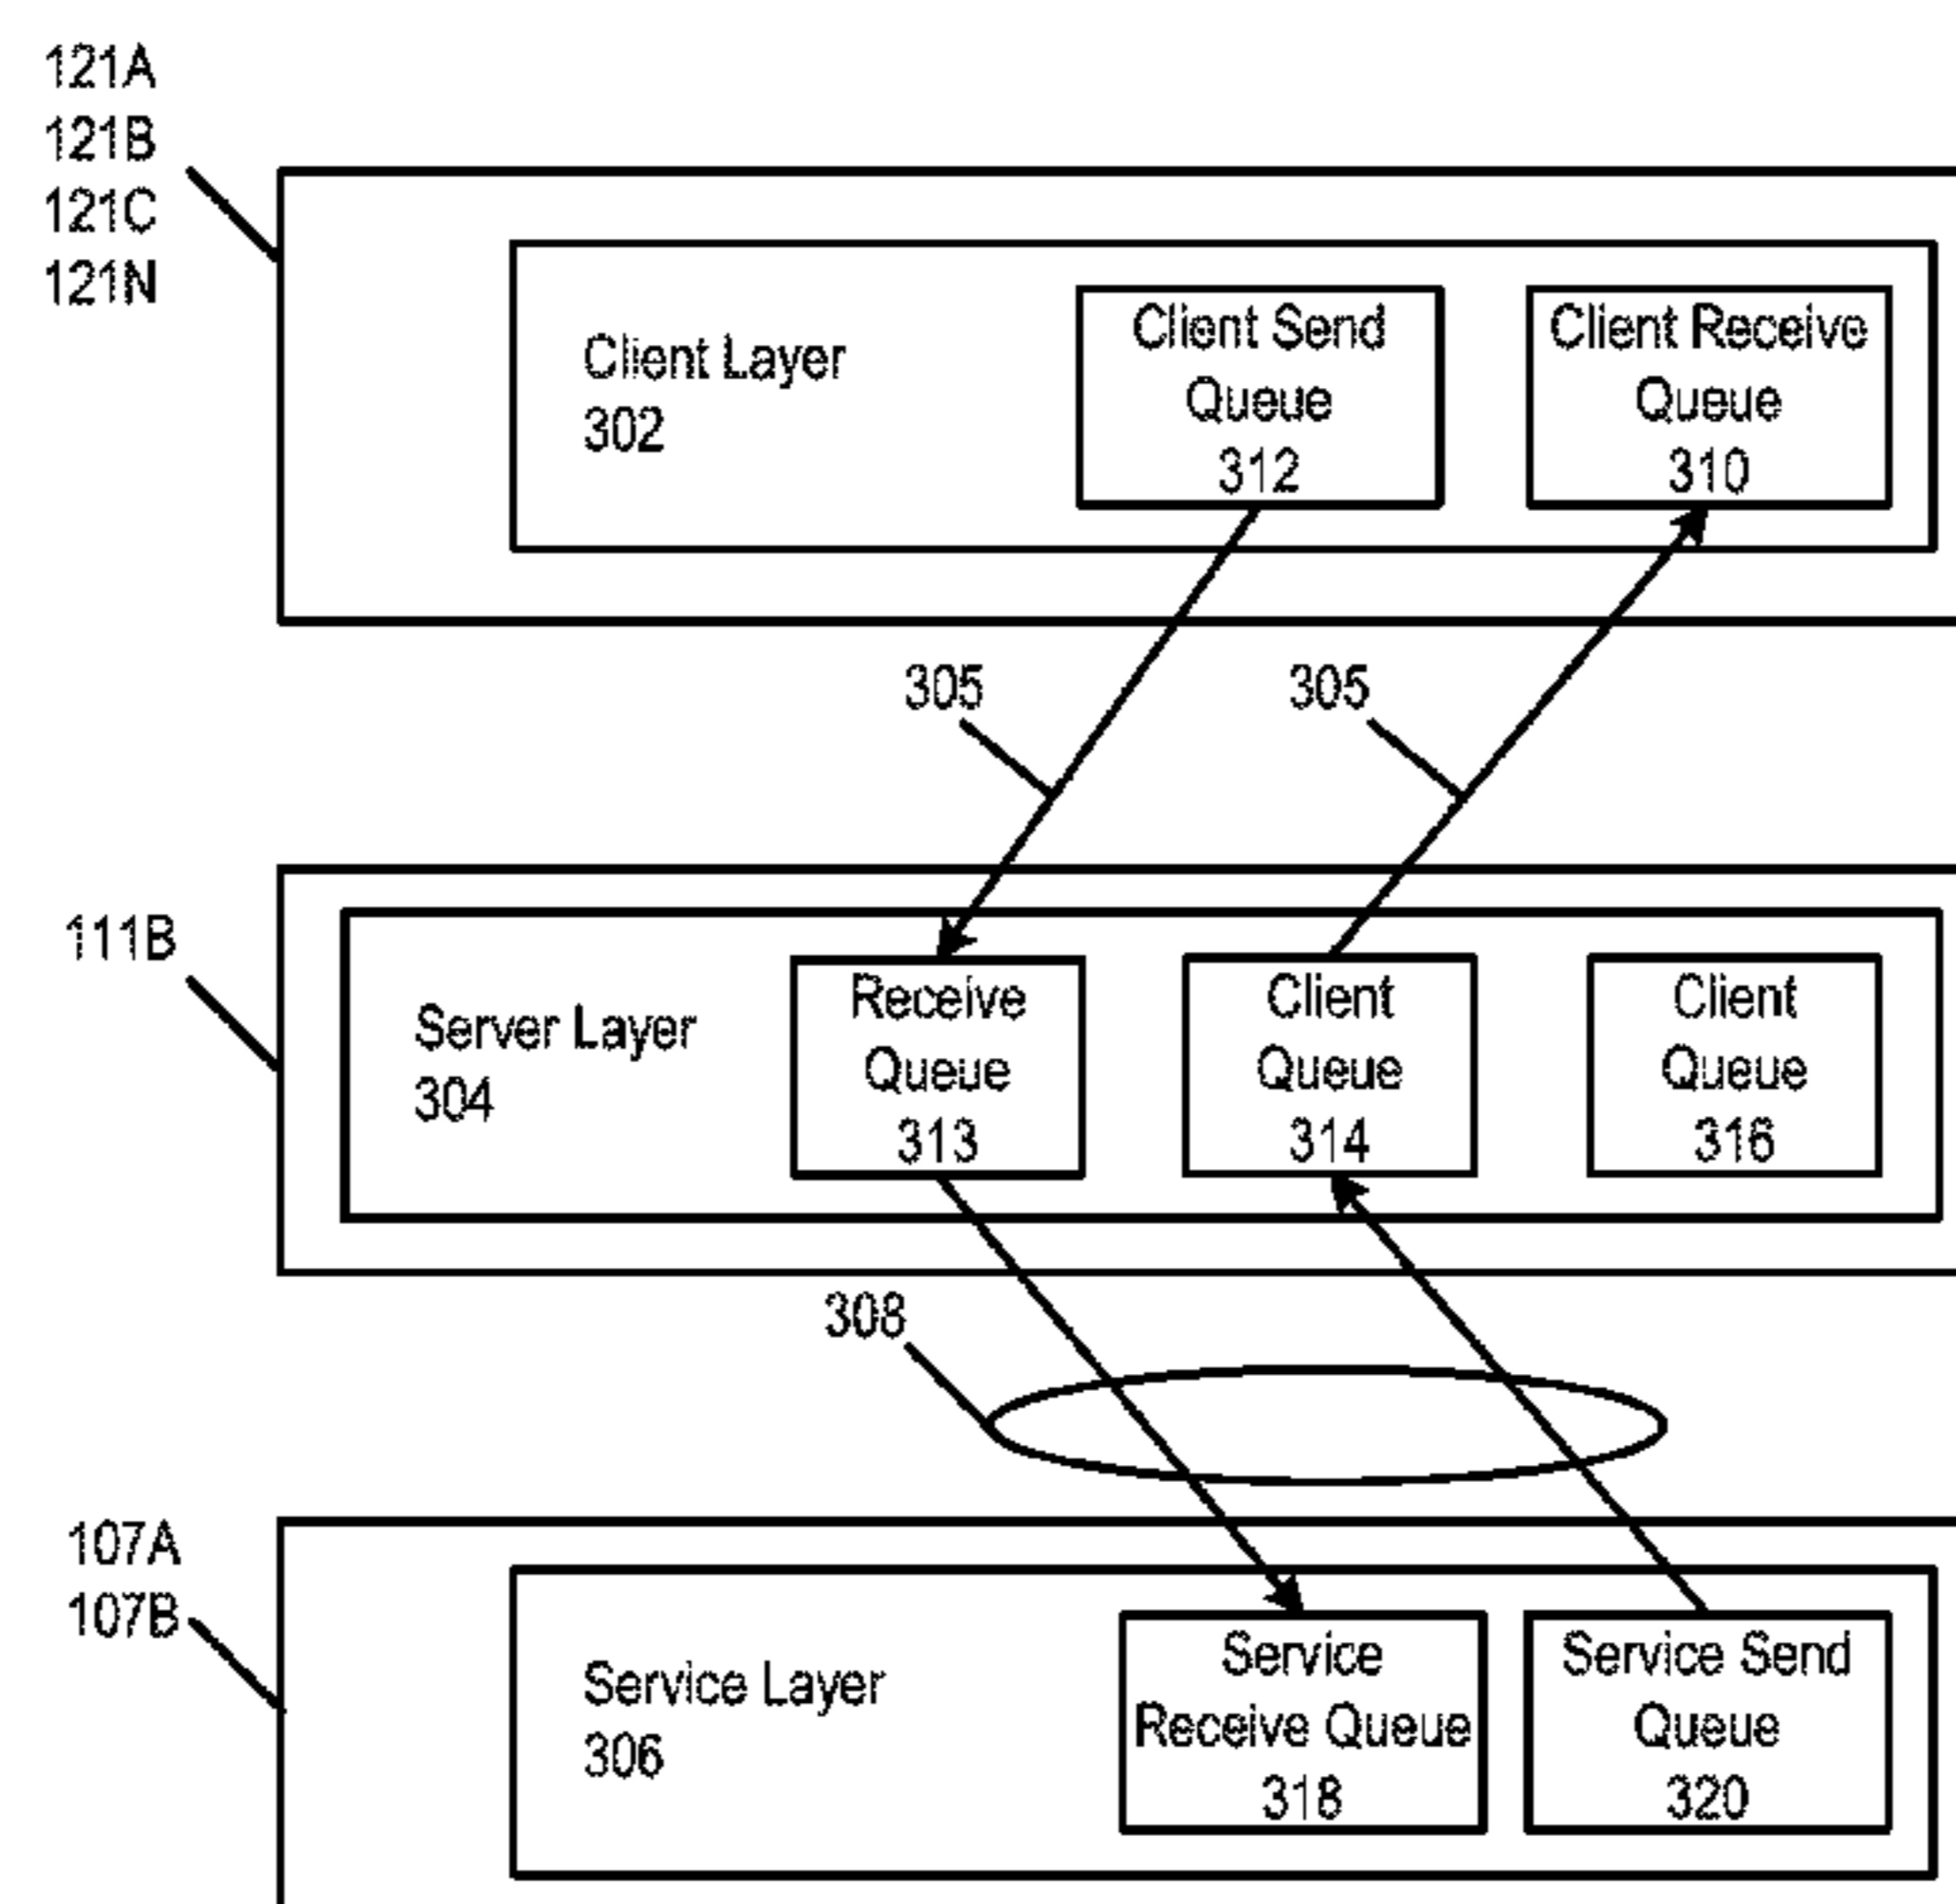 121A
121B
121C
121N
Client Layer
302
Client Send
Queue
312
Client Receive
Queue
310
305
305
111B
Server Layer
304
Receive
Queue
313
Client
Queue
314
Client
Queue
316
308
107A
107B
Service Layer
306
Service
Receive Queue
318
Service Send
Queue
320